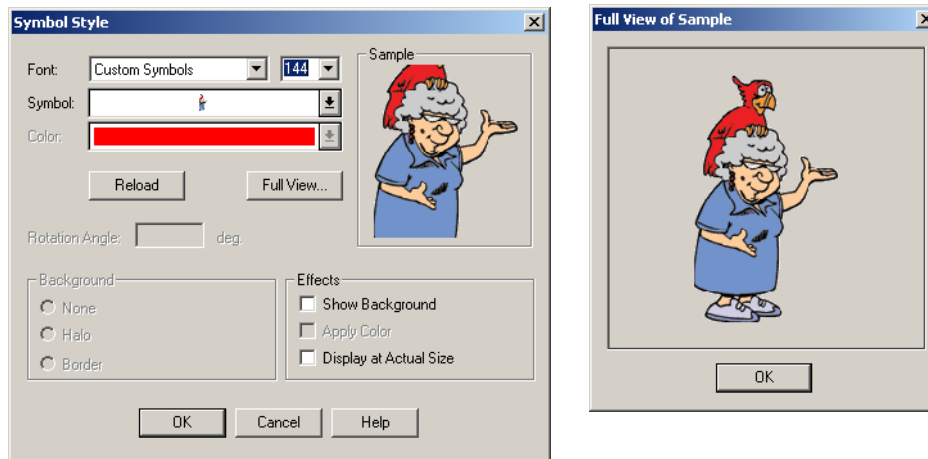 Symbol Style
Font: Custom Symbols 144
Symbol:
Color:
Reload Full View...
Rotation Angle: deg.
Background
None
Halo
Border
Sample
Effects
Show Background
Apply Color
Display at Actual Size
OK Cancel Help
Full View of Sample
OK